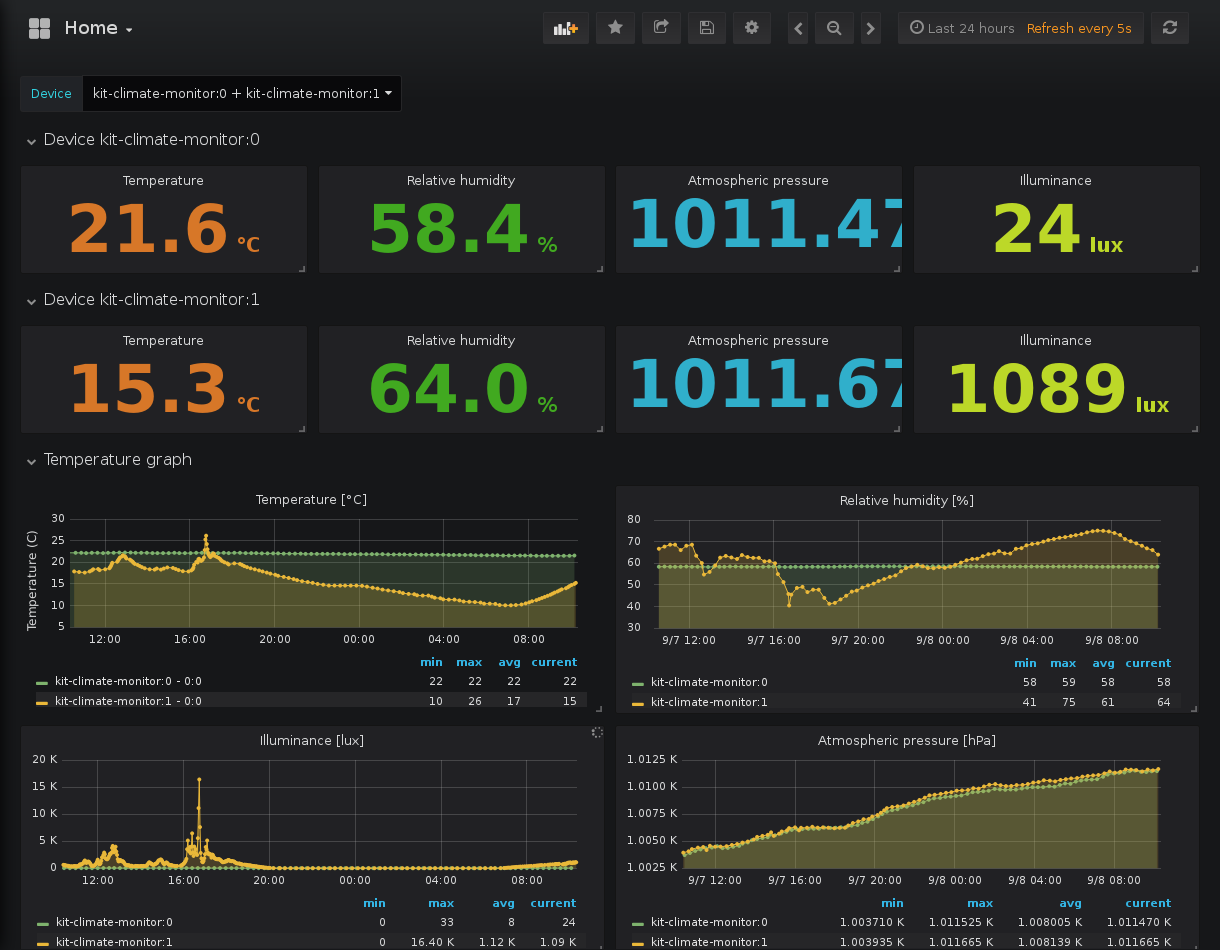 Home
Last 24 hours Refresh every 5s
Device kit-climate-monitor:0 + kit-climate-monitor:1
Device kit-climate-monitor:0
Temperature Relative humidity Atmospheric pressure Illuminance
21.6 °C 58.4 % 1011.47 24 lux
Device kit-climate-monitor:1
Temperature Relative humidity Atmospheric pressure Illuminance
15.3 °C 64.0 % 1011.67 1089 lux
Temperature graph
Temperature [°C]
Temperature (C)
30
25
20
15
10
5
12:00 16:00 20:00 00:00 04:00 08:00
min max avg current
kit-climate-monitor:0 - 0:0 22 22 22 22
kit-climate-monitor:1 - 0:0 10 26 17 15
Relative humidity [%]
80
70
60
50
40
30
9/7 12:00 9/7 16:00 9/7 20:00 9/8 00:00 9/8 04:00 9/8 08:00
min max avg current
kit-climate-monitor:0 58 59 58 58
kit-climate-monitor:1 41 75 61 64
Illuminance [lux]
20 K
15 K
10 K
5 K
0
12:00 16:00 20:00 00:00 04:00 08:00
min max avg current
kit-climate-monitor:0 0 33 8 24
kit-climate-monitor:1 0 16.40 K 1.12 K 1.09 K
Atmospheric pressure [hPa]
1.0125 K
1.0100 K
1.0075 K
1.0050 K
1.0025 K
9/7 12:00 9/7 16:00 9/7 20:00 9/8 00:00 9/8 04:00 9/8 08:00
min max avg current
kit-climate-monitor:0 1.003710 K 1.011525 K 1.008005 K 1.011470 K
kit-climate-monitor:1 1.003935 K 1.011665 K 1.008139 K 1.011665 K